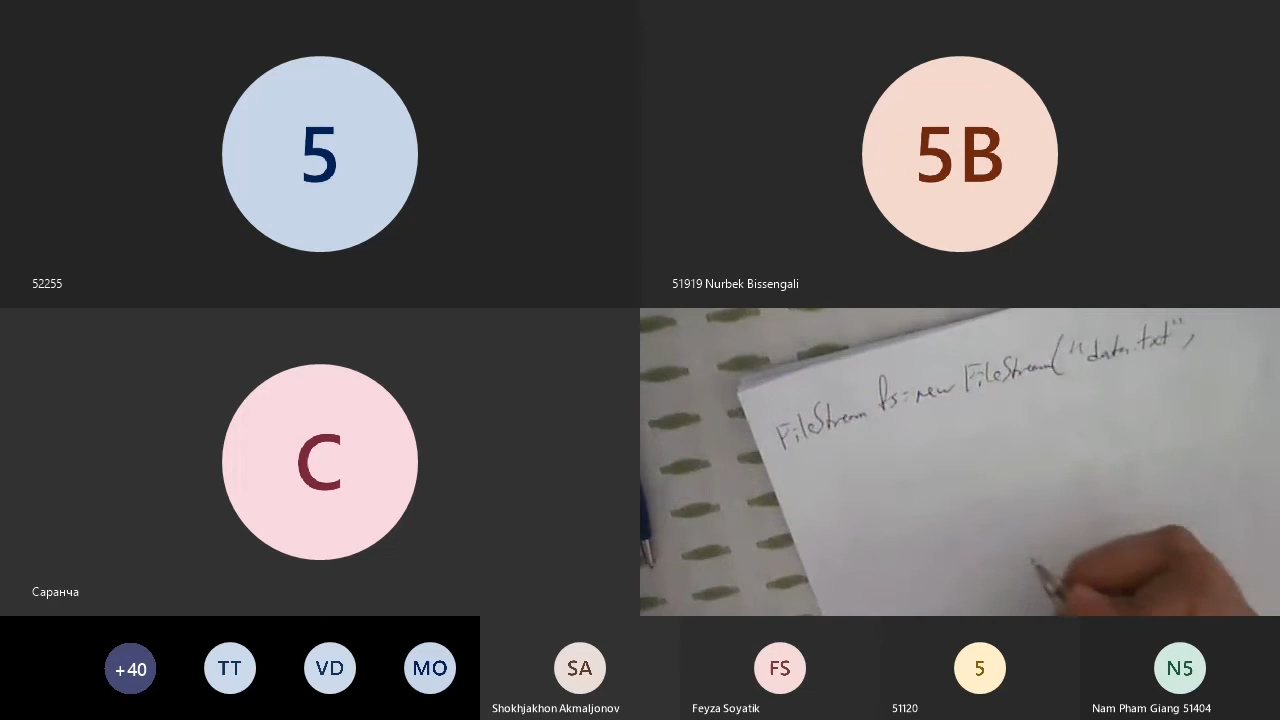 5
52255
5B
51919 Nurbek Bissengali
C
Саранча
FileStream fs=new FileStream("data.txt",
+40
TT
VD
MO
SA
Shokhjakhon Akmaljonov
FS
Feyza Soyatik
5
51120
N5
Nam Pham Giang 51404